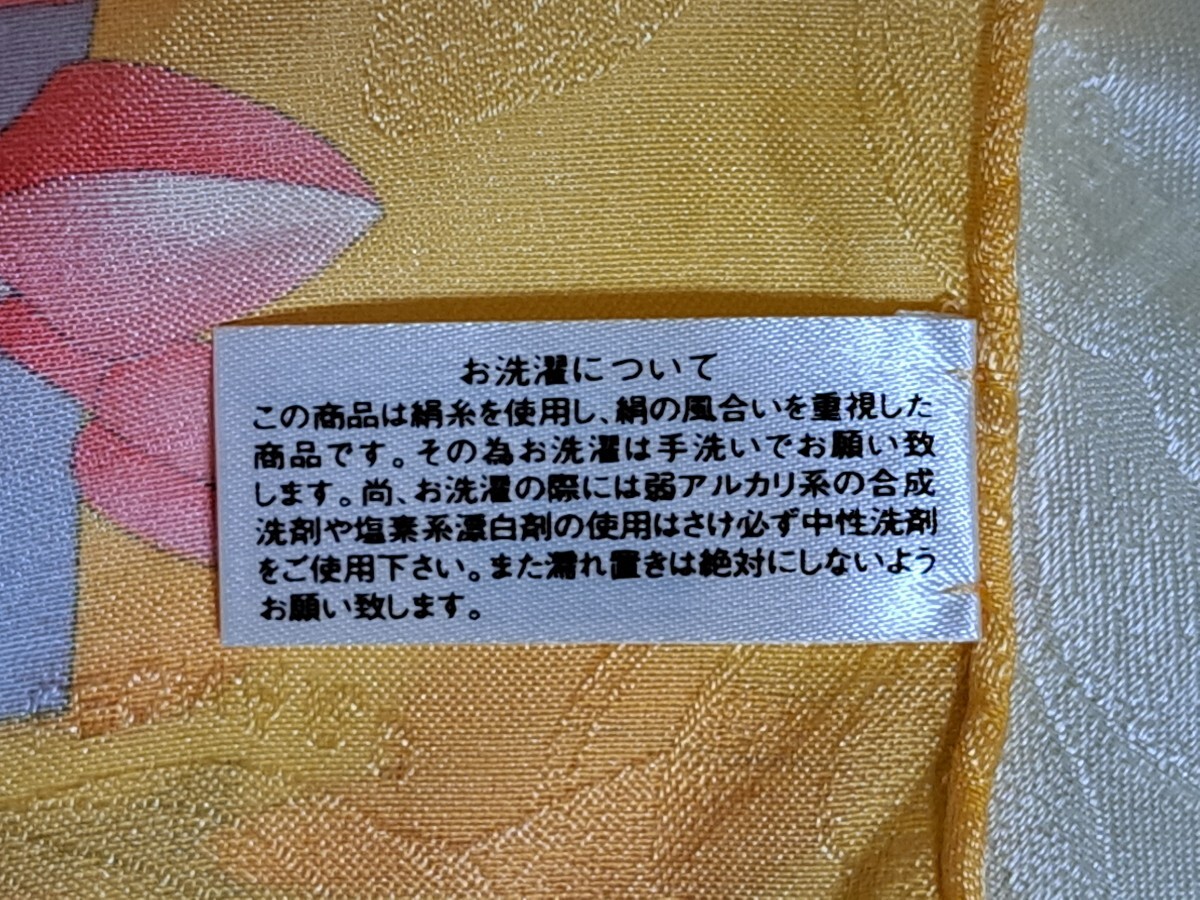 お洗濯について
この商品は絹糸を使用し、絹の風合いを重視した
商品です。その為お洗濯は手洗いでお願い致
します。尚、お洗濯の際には弱アルカリ系の合成
洗剤や塩素系漂白剤の使用はさけ必ず中性洗剤
をご使用下さい。また濡れ置きは絶対にしないよう
お願い致します。